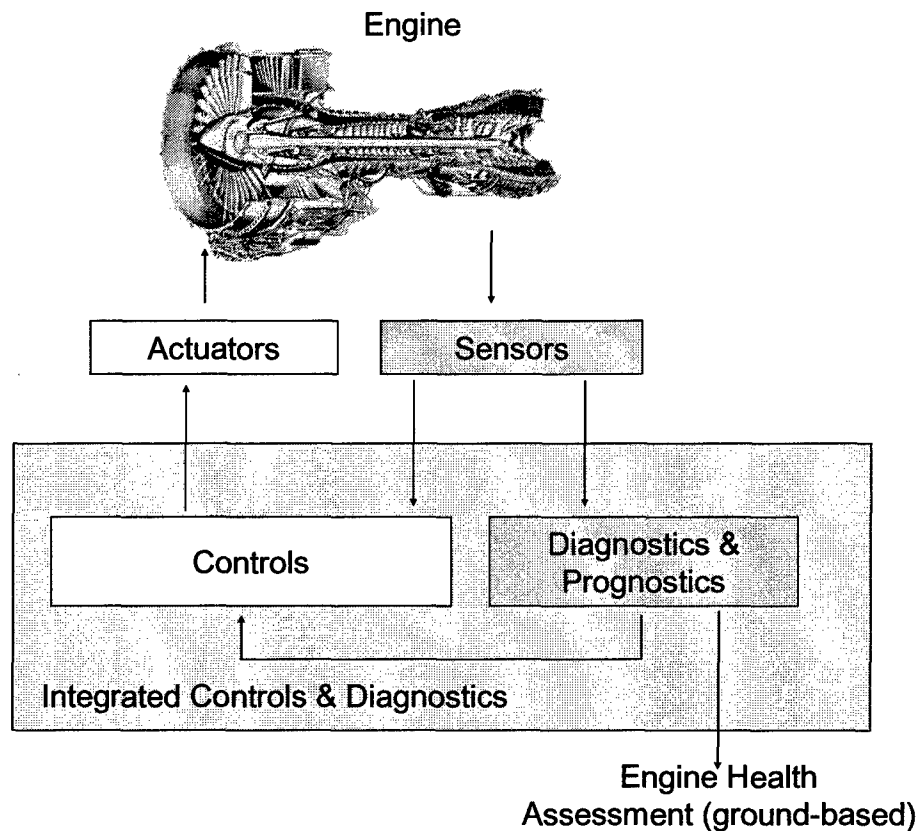 Engine
Actuators
Sensors
Controls
Diagnostics &
Prognostics
Integrated Controls & Diagnostics
Engine Health
Assessment (ground-based)